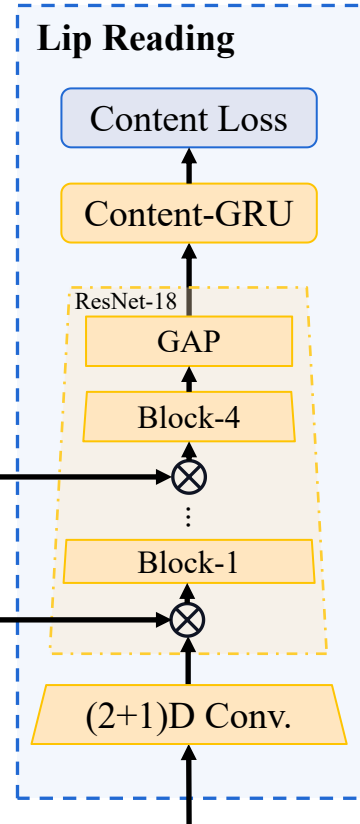 Lip Reading
Content Loss
Content-GRU
ResNet-18
GAP
Block-4
...
Block-1
(2+1)D Conv.